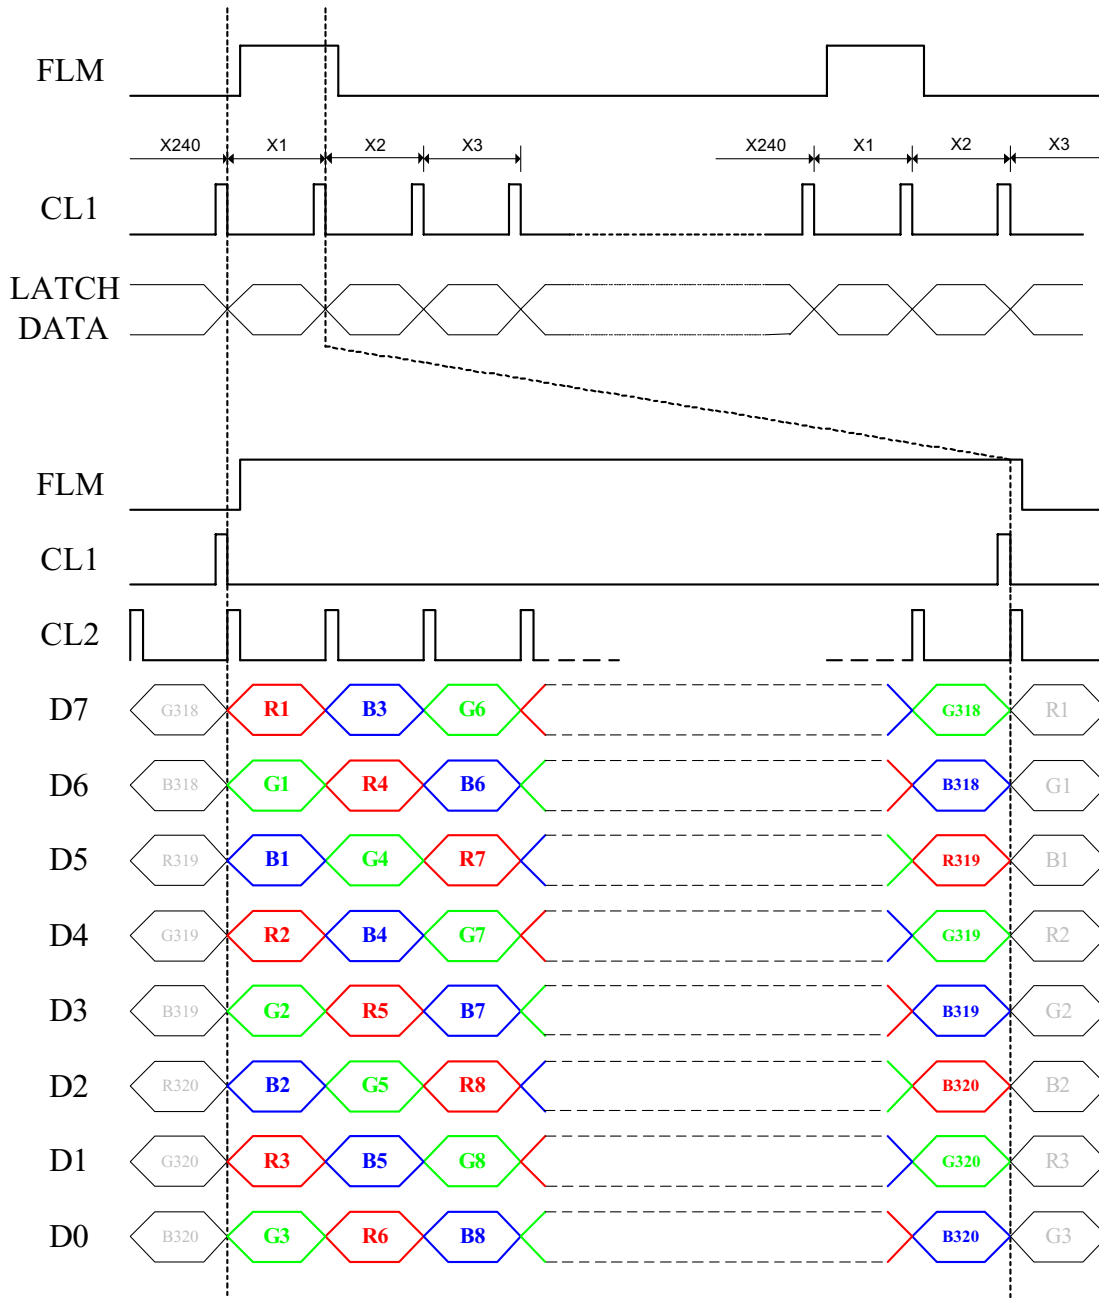 FLM
X240 X1 X2 X3 X240 X1 X2 X3
CL1
LATCH
DATA
FLM
CL1
CL2
D7 G318 R1 B3 G6 G318 R1
D6 B318 G1 R4 B6 B318 G1
D5 R319 B1 G4 R7 R319 B1
D4 G319 R2 B4 G7 G319 R2
D3 B319 G2 R5 B7 B319 G2
D2 R320 B2 G5 R8 B320 B2
D1 G320 R3 B5 G8 G320 R3
D0 B320 G3 R6 B8 B320 G3